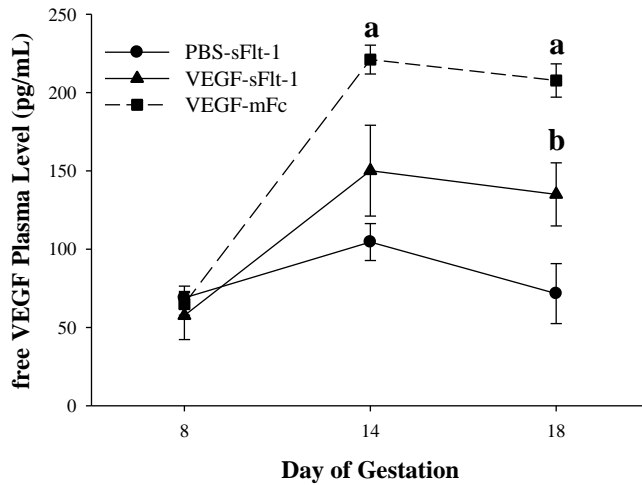 250
200
150
100
50
0
free VEGF Plasma Level (pg/mL)
PBS-sFlt-1
VEGF-sFlt-1
VEGF-mFc
a
a
b
8 14 18
Day of Gestation